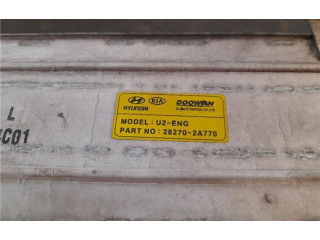 HYUNDAI KIA DOOWON
MODEL : U2-ENG
PART NO : 28270-2A770
L
C01